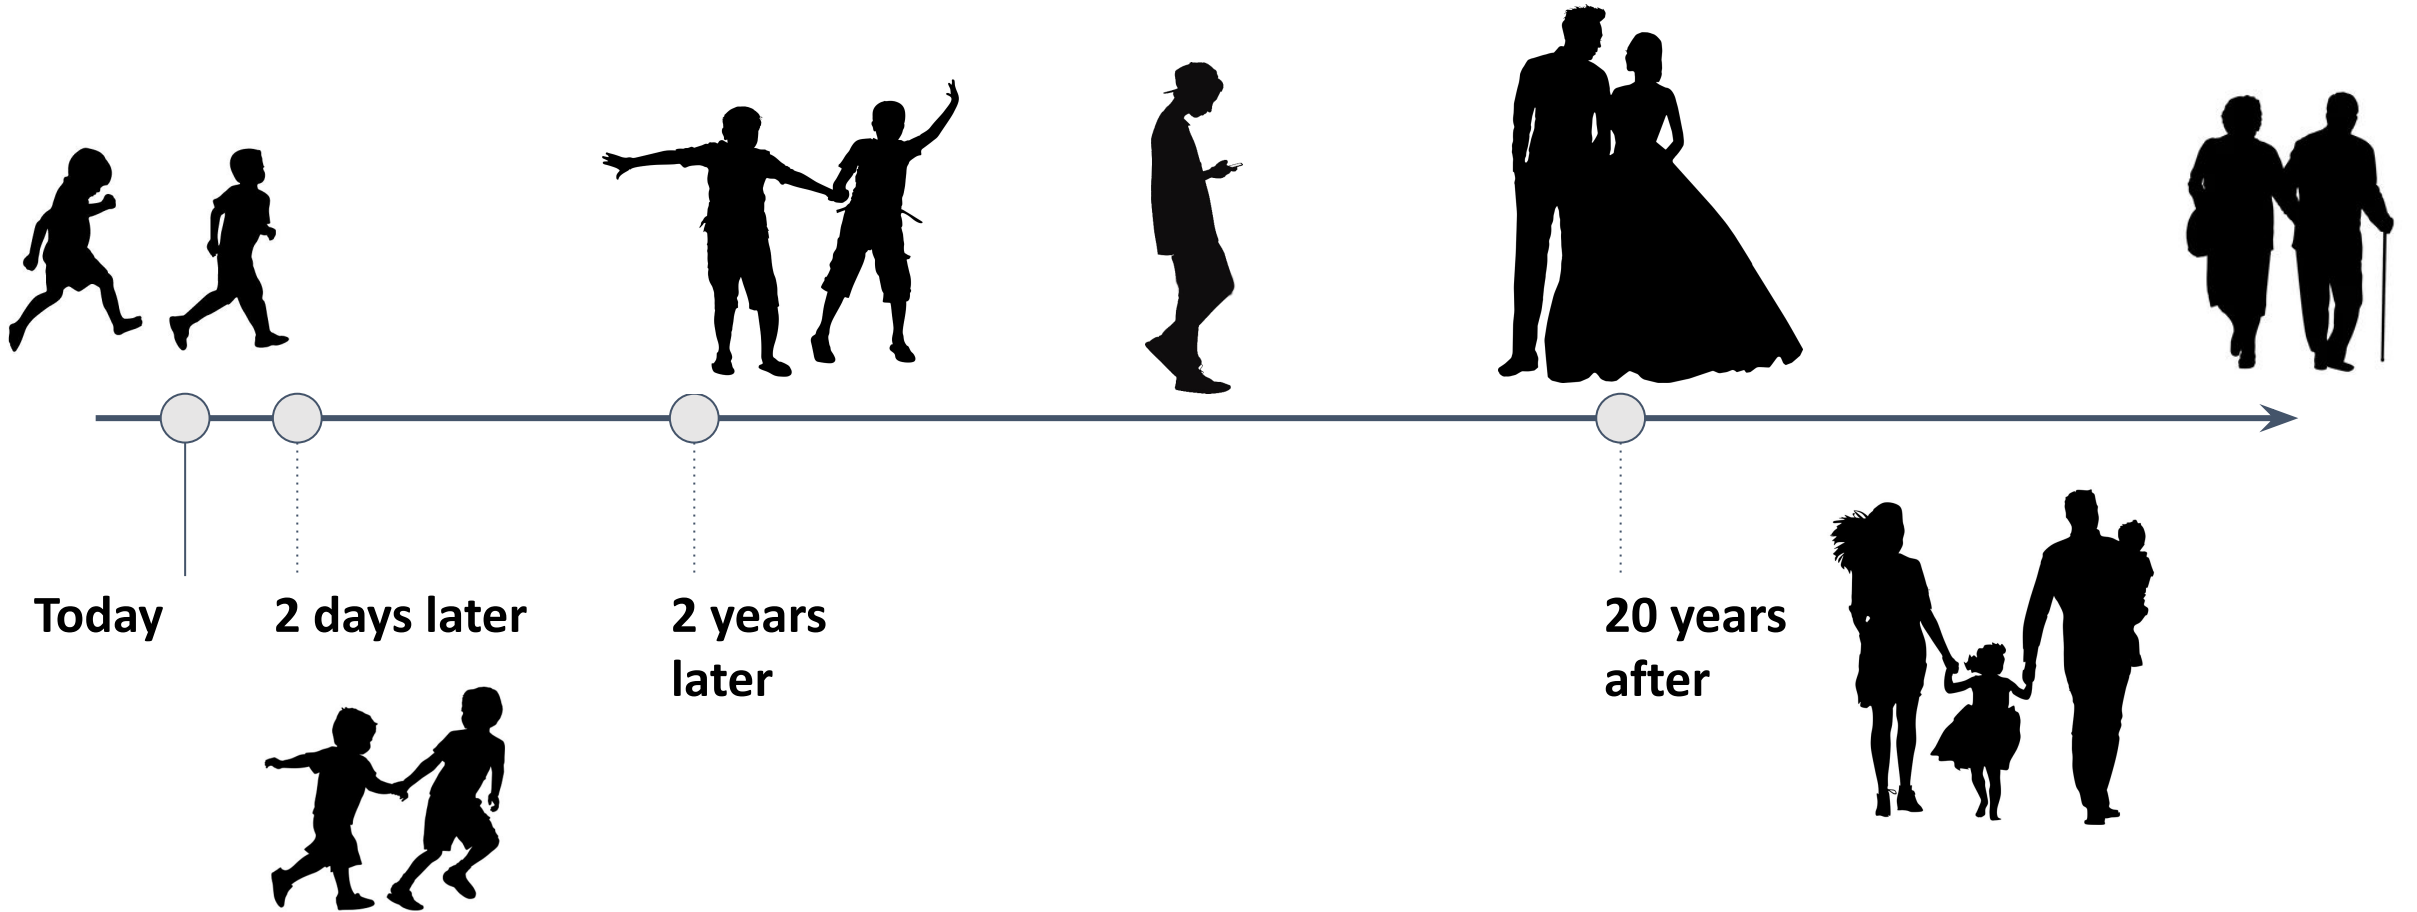 Today
2 days later
2 years
later
20 years
after